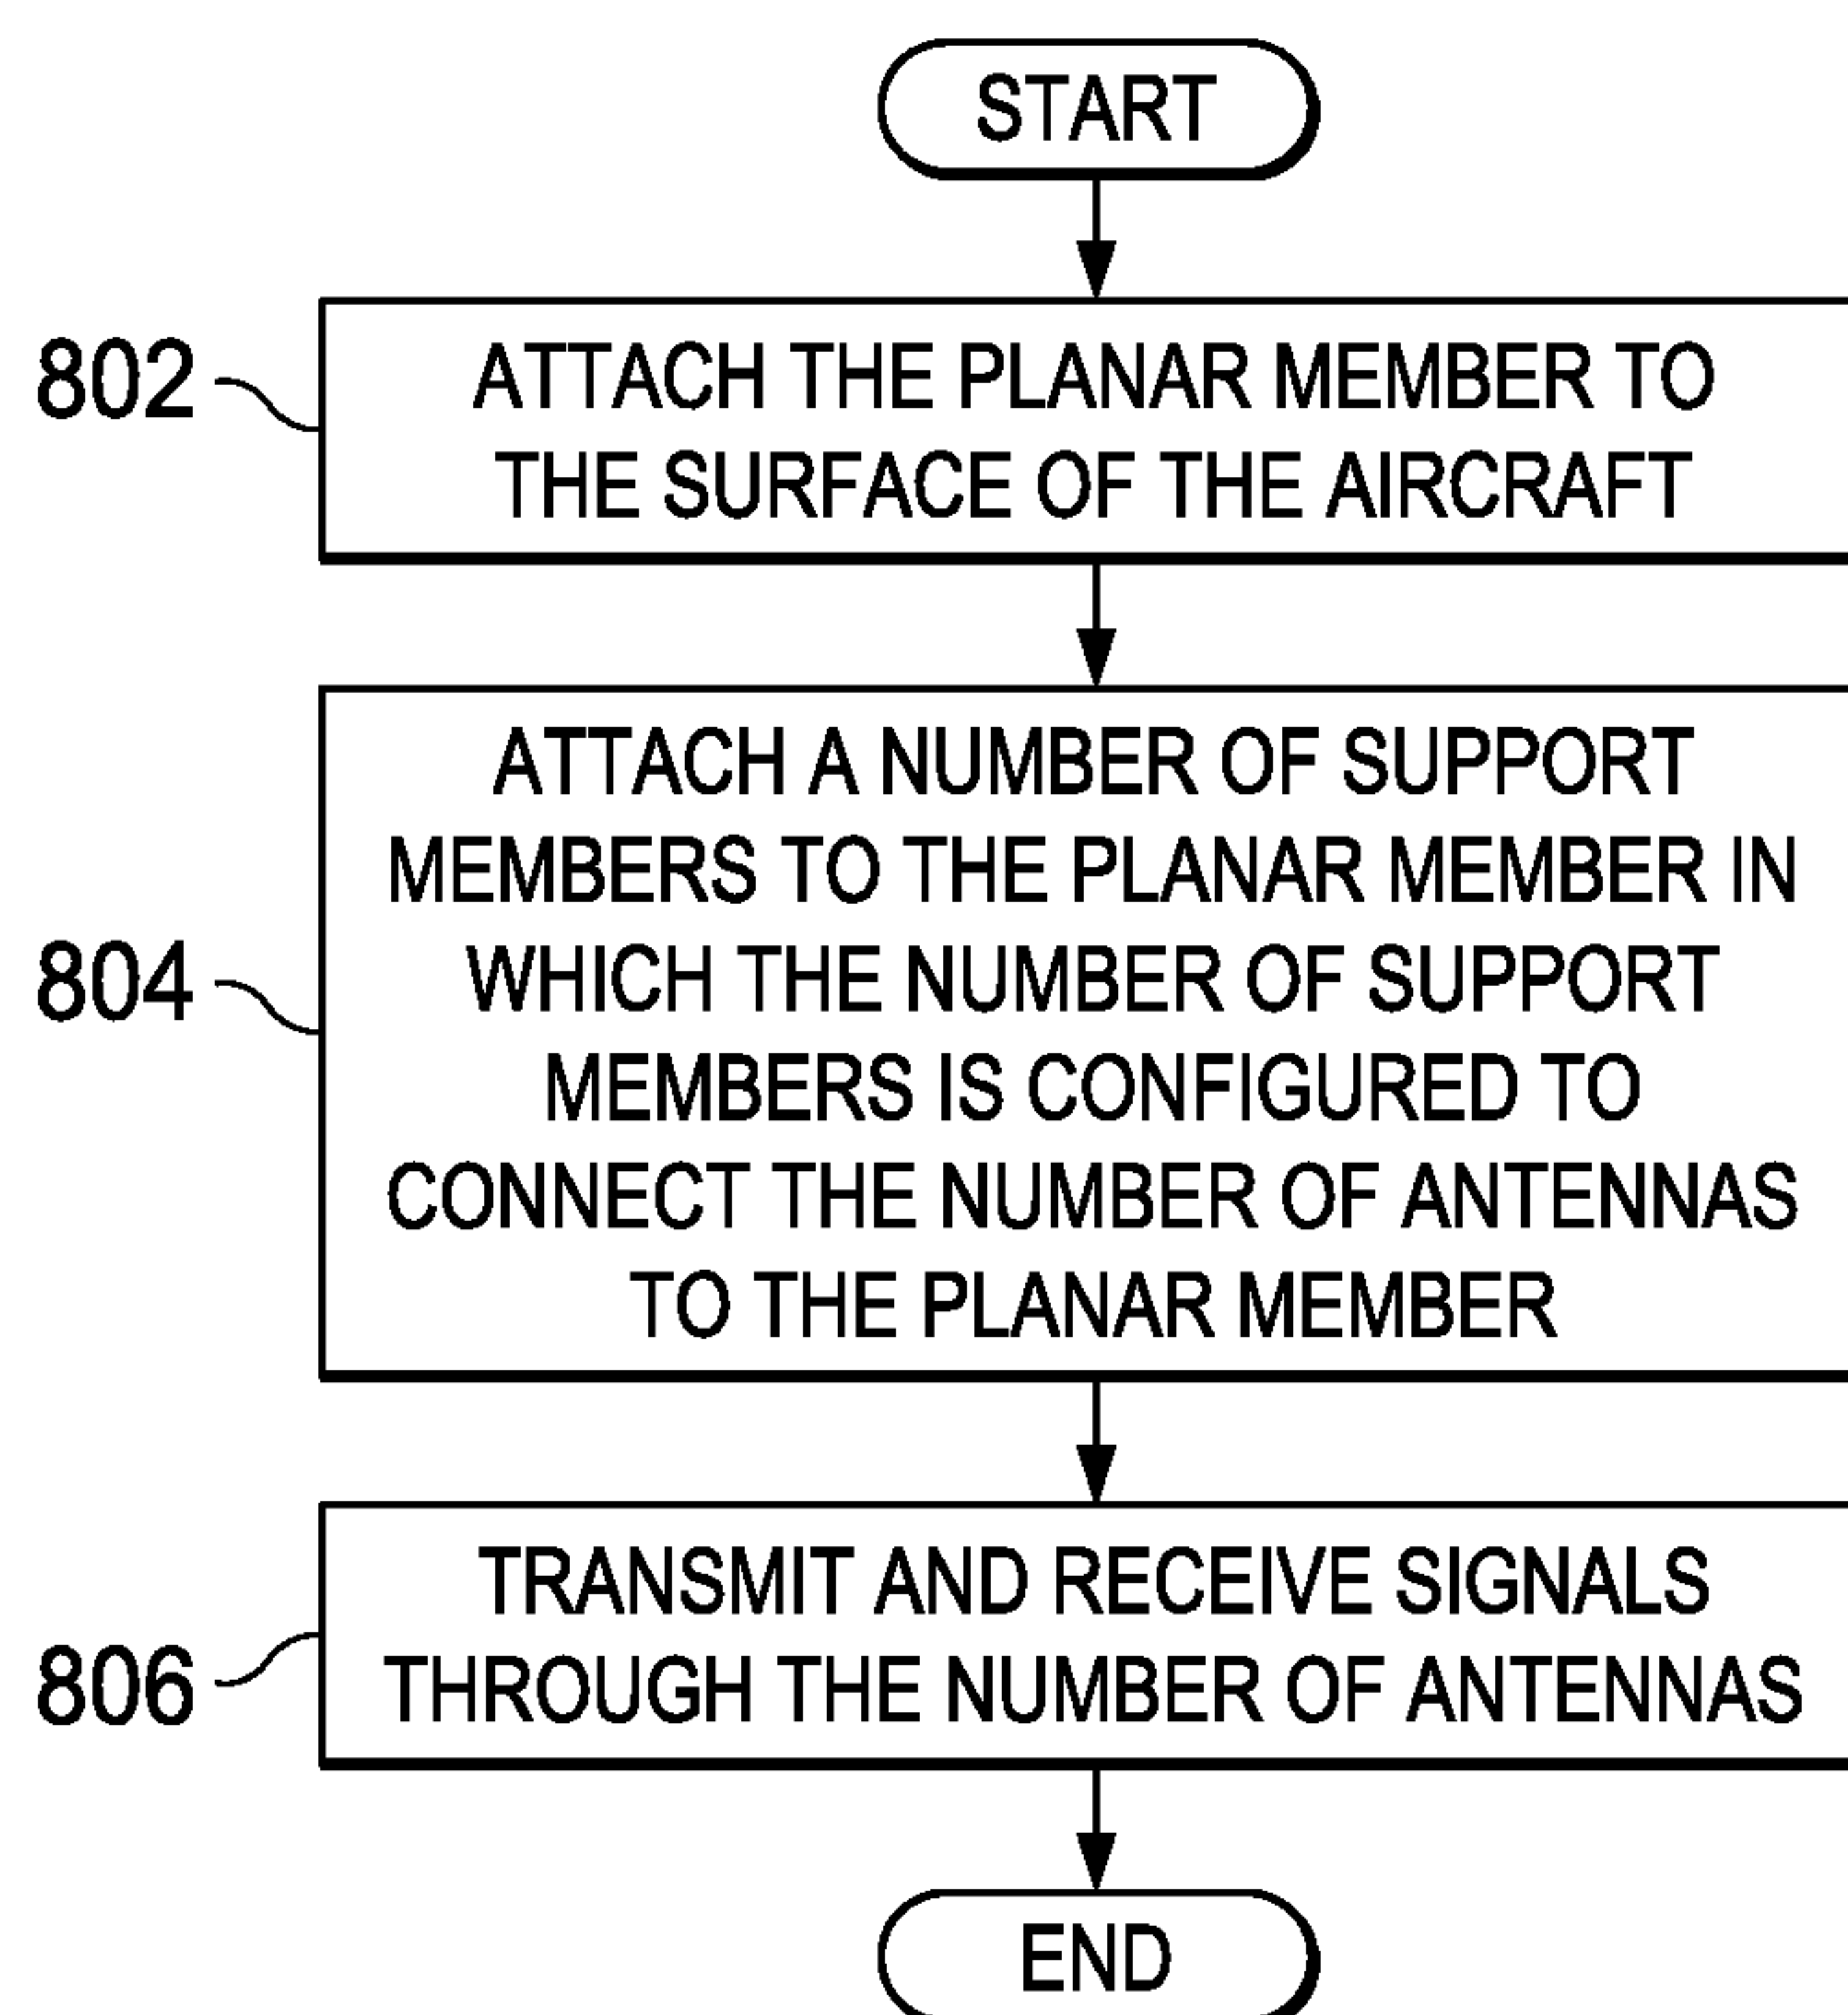 START
802
ATTACH THE PLANAR MEMBER TO
THE SURFACE OF THE AIRCRAFT
804
ATTACH A NUMBER OF SUPPORT
MEMBERS TO THE PLANAR MEMBER IN
WHICH THE NUMBER OF SUPPORT
MEMBERS IS CONFIGURED TO
CONNECT THE NUMBER OF ANTENNAS
TO THE PLANAR MEMBER
806
TRANSMIT AND RECEIVE SIGNALS
THROUGH THE NUMBER OF ANTENNAS
END